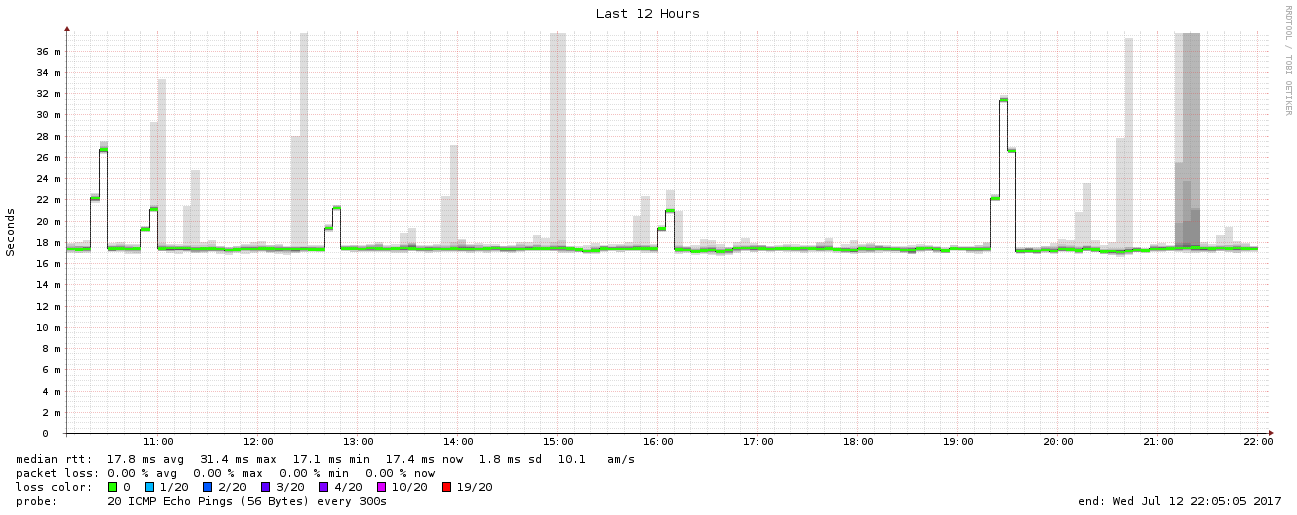 Last 12 Hours
RRDTOOL / TOBI OETIKER
Seconds
36 m
34 m
32 m
30 m
28 m
26 m
24 m
22 m
20 m
18 m
16 m
14 m
12 m
10 m
8 m
6 m
4 m
2 m
0
11:00 12:00 13:00 14:00 15:00 16:00 17:00 18:00 19:00 20:00 21:00 22:00
median rtt: 17.8 ms avg 31.4 ms max 17.1 ms min 17.4 ms now 1.8 ms sd 10.1 am/s
packet loss: 0.00 % avg 0.00 % max 0.00 % min 0.00 % now
loss color: 0 1/20 2/20 3/20 4/20 10/20 19/20
probe: 20 ICMP Echo Pings (56 Bytes) every 300s end: Wed Jul 12 22:05:05 2017